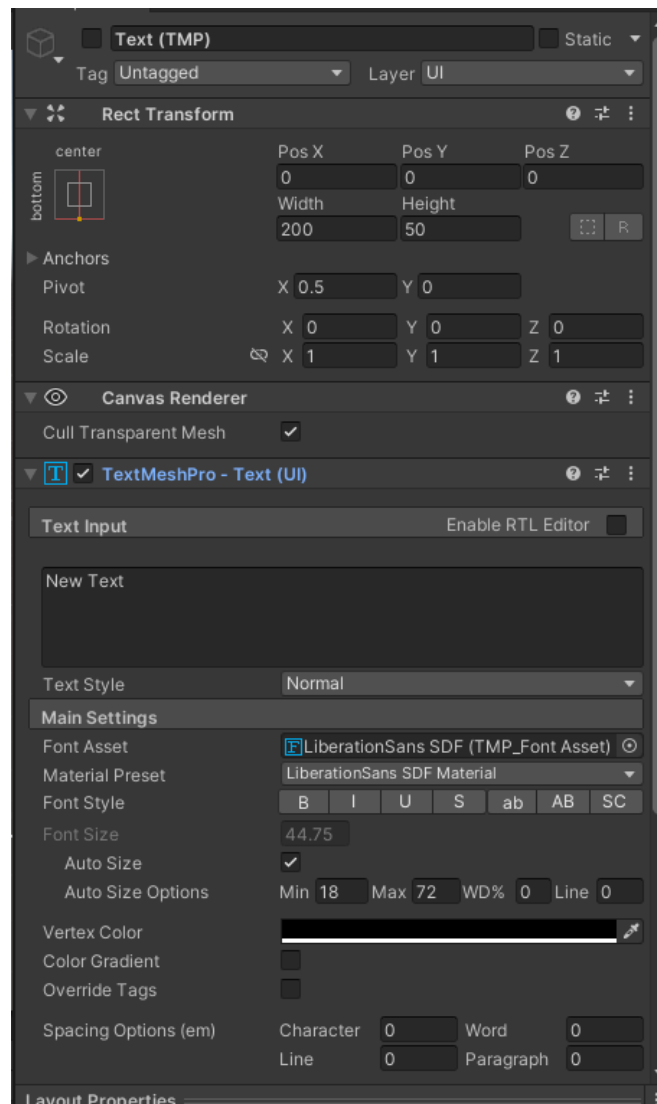 Text (TMP) Static
Tag Untagged Layer UI
Rect Transform
center Pos X Pos Y Pos Z
bottom 0 0 0
Width Height
200 50 R
Anchors
Pivot X 0.5 Y 0
Rotation X 0 Y 0 Z 0
Scale X 1 Y 1 Z 1
Canvas Renderer
Cull Transparent Mesh
T TextMeshPro - Text (UI)
Text Input Enable RTL Editor
New Text
Text Style Normal
Main Settings
Font Asset F LiberationSans SDF (TMP_Font Asset)
Material Preset LiberationSans SDF Material
Font Style B I U S ab AB SC
Font Size 44.75
Auto Size
Auto Size Options Min 18 Max 72 WD% 0 Line 0
Vertex Color
Color Gradient
Override Tags
Spacing Options (em) Character 0 Word 0
Line 0 Paragraph 0
Layout Properties